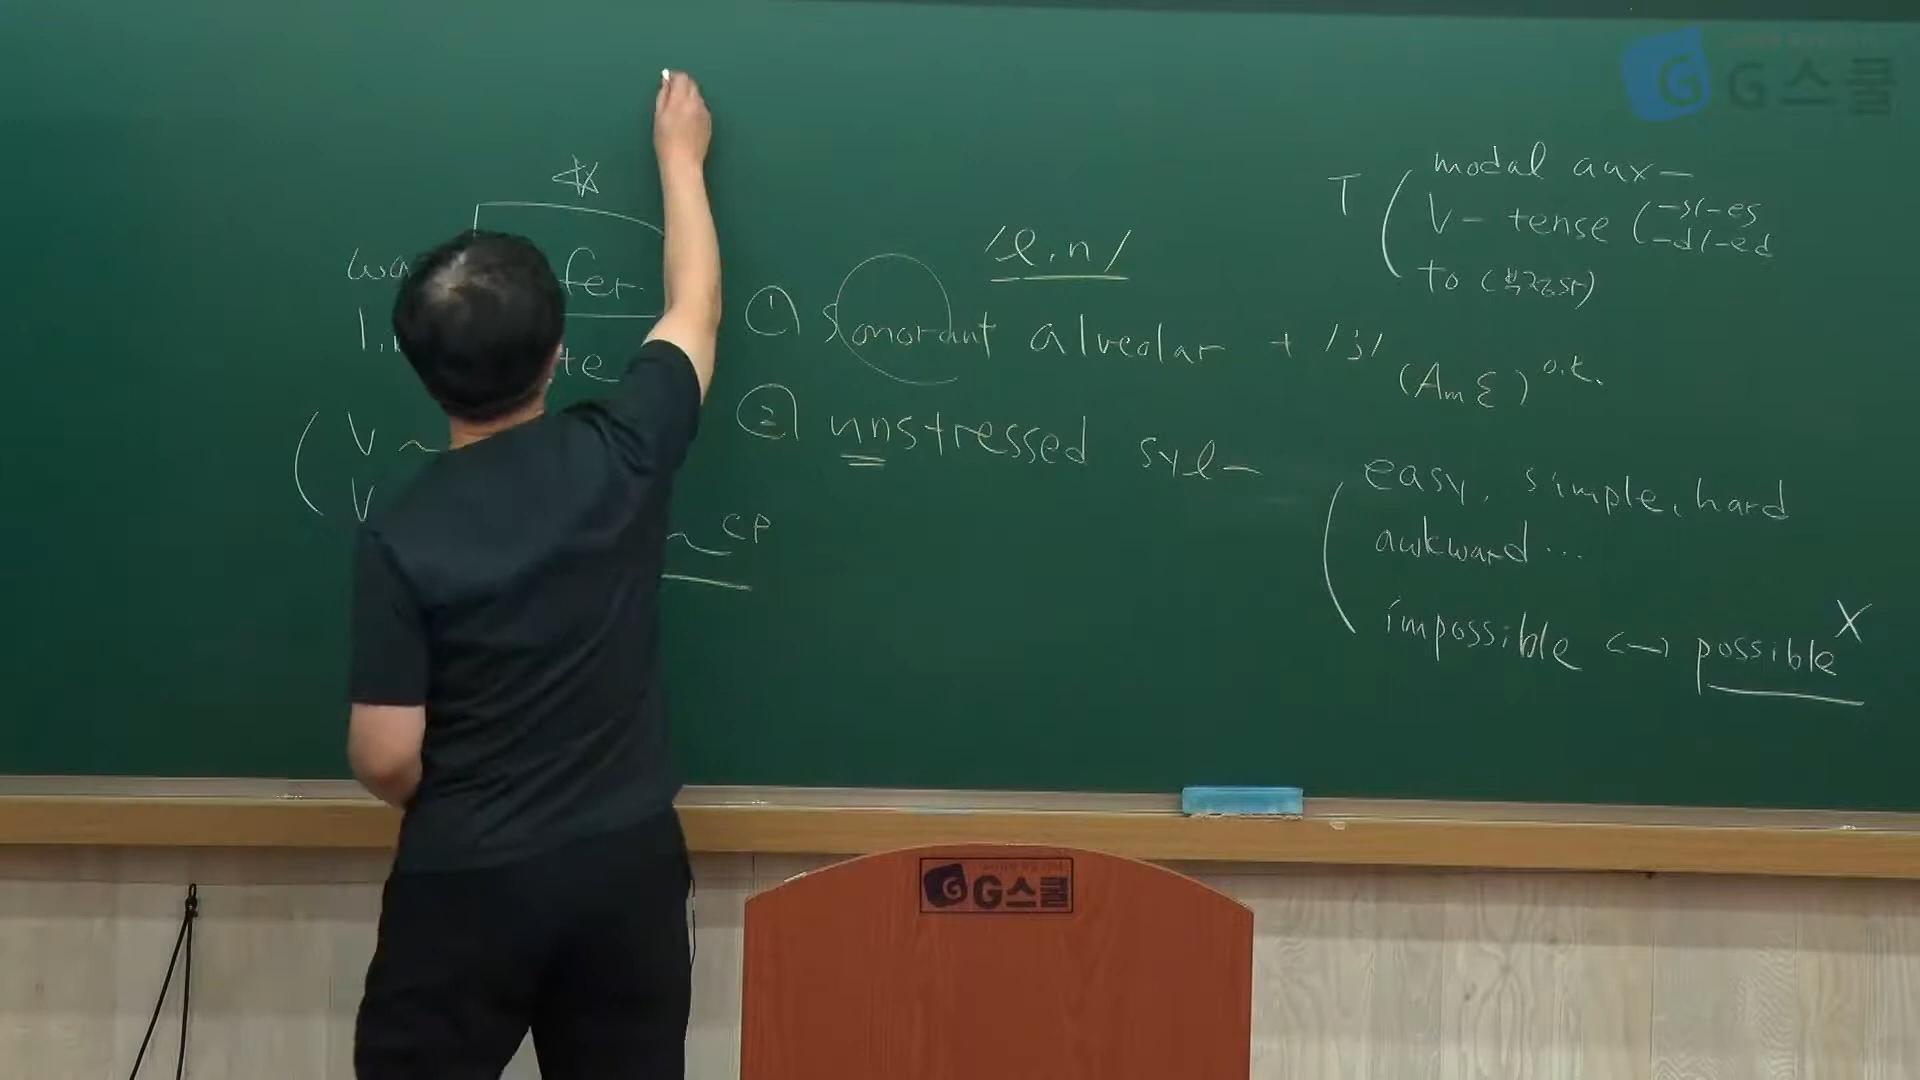 G스쿨
T
modal aux-
V- tense (-s/-es
-d/-ed
to (부정사)
/l,n/
fer
① Sonorant alveolar + /j/
(AmE) o.k.
te
② unstressed syl-
V ~
V
~ CP
easy, simple, hard
awkward...
impossible <-> possible X
G스쿨